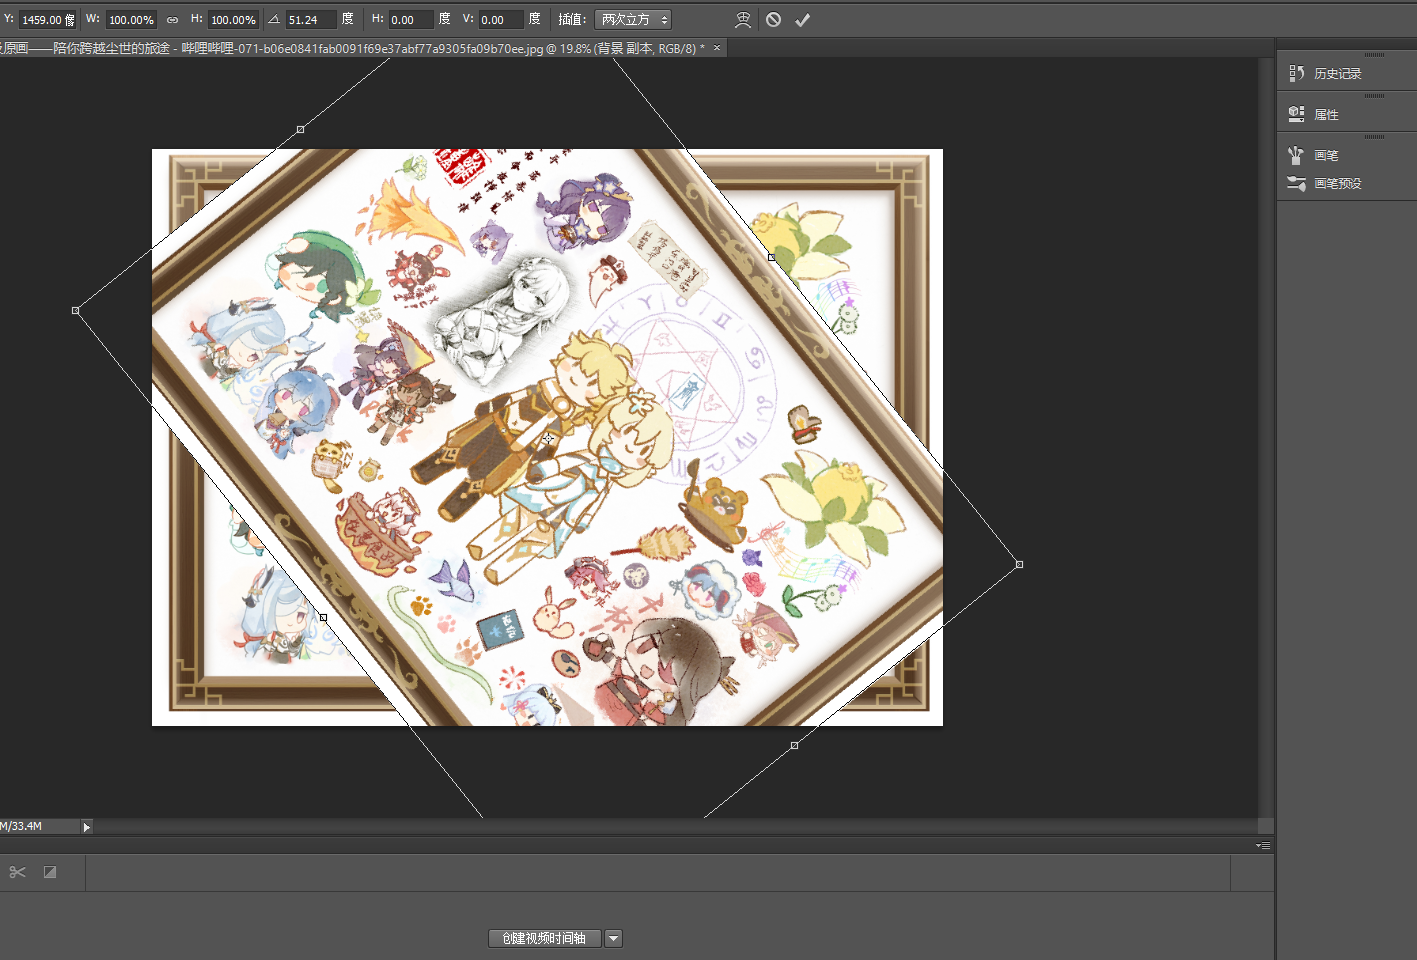 Y: 1459.00 像 W: 100.00% H: 100.00% 51.24 度 H: 0.00 度 V: 0.00 度 插值: 两次立方
原画——陪你跨越尘世的旅途 - 哔哩哔哩-071-b06e0841fab0091f69e37abf77a9305fa09b70ee.jpg @ 19.8% (背景 副本, RGB/8) * ×
历史记录
属性
画笔
画笔预设
M/33.4M
创建视频时间轴